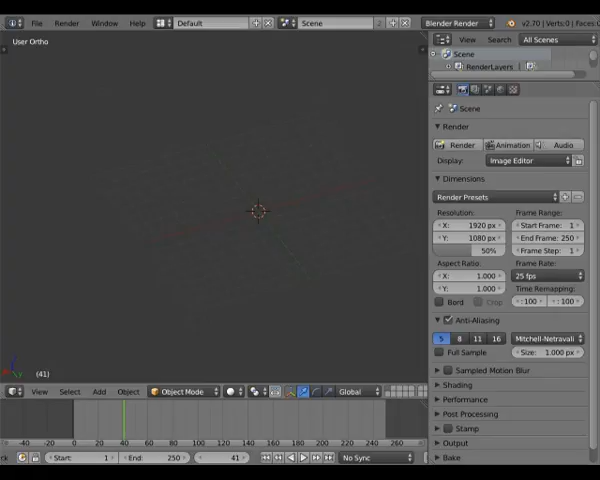 File Render Window Help Default Scene 2 Blender Render v2.70 | Verts:0 | Faces:
User Ortho
View Search All Scenes
Scene
RenderLayers
Scene
Render
Render Animation Audio
Display: Image Editor
Dimensions
Render Presets
Resolution: Frame Range:
X: 1920 px Start Frame: 1
Y: 1080 px End Frame: 250
50% Frame Step: 1
Aspect Ratio: Frame Rate:
X: 1.000 25 fps
Y: 1.000 Time Remapping:
Bord Crop :100 :100
Anti-Aliasing
5 8 11 16 Mitchell-Netravali
Full Sample Size: 1.000 px
Sampled Motion Blur
Shading
Performance
Post Processing
Stamp
Output
Bake
(41)
View Select Add Object Object Mode Global
-40 -20 0 20 40 60 80 100 120 140 160 180 200 220 240 260
ck Start: 1 End: 250 41 No Sync